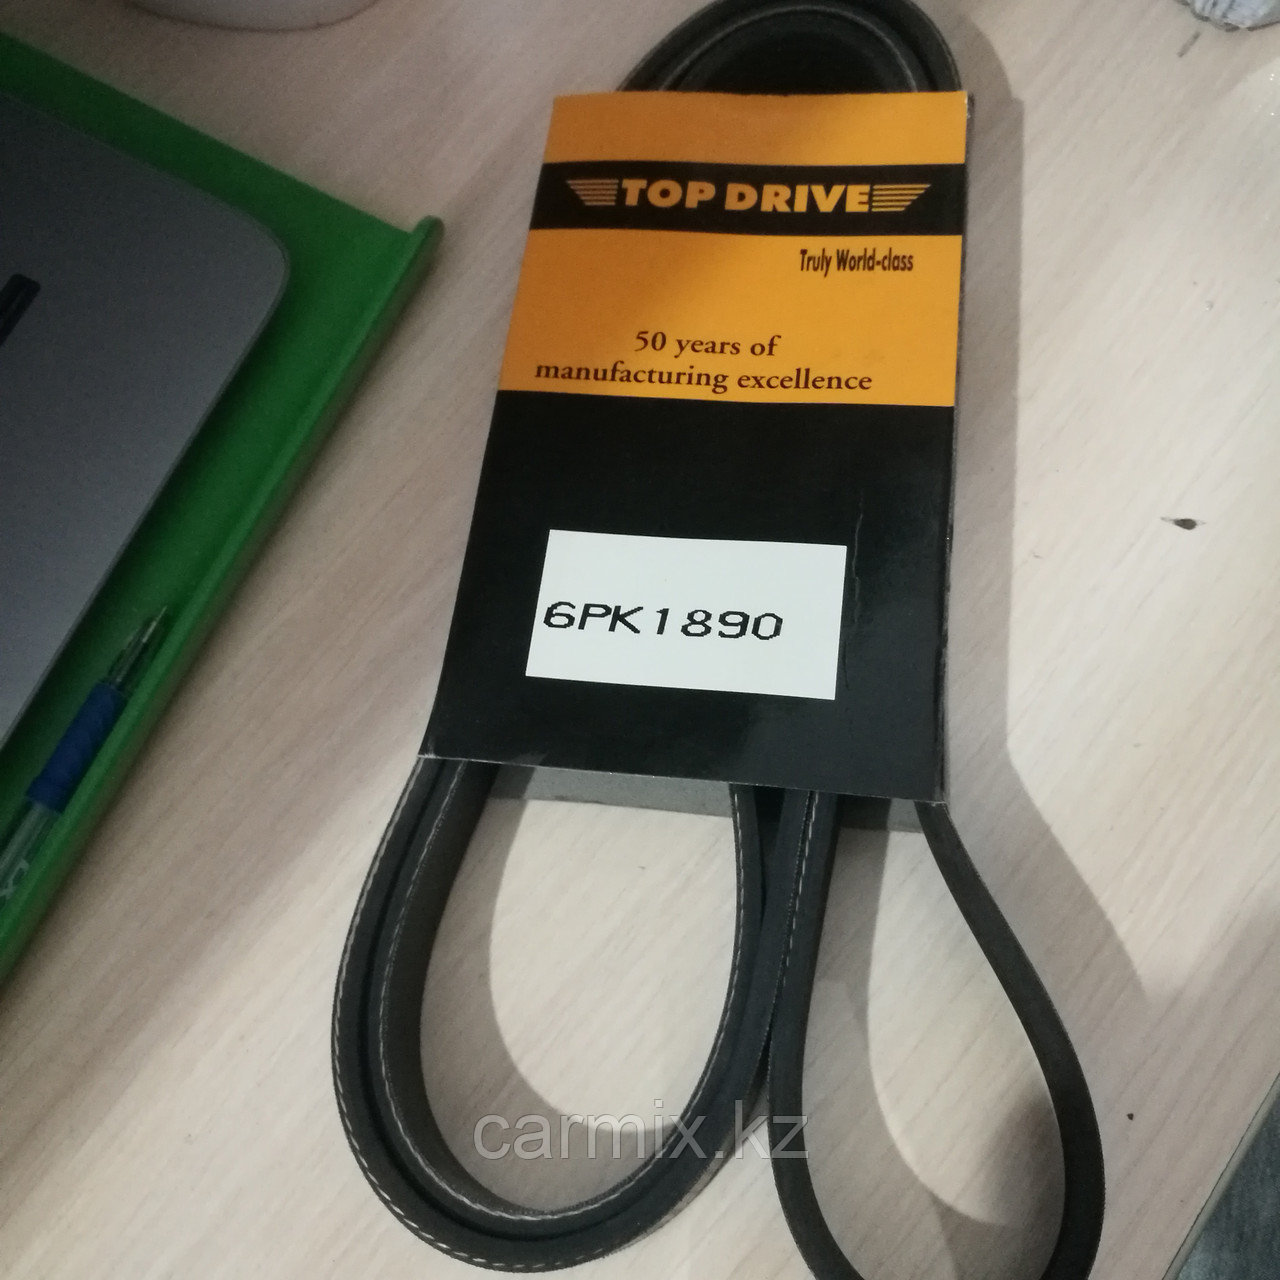 TOP DRIVE
Truly World-class
50 years of
manufacturing excellence
6PK1890
carmix.kz